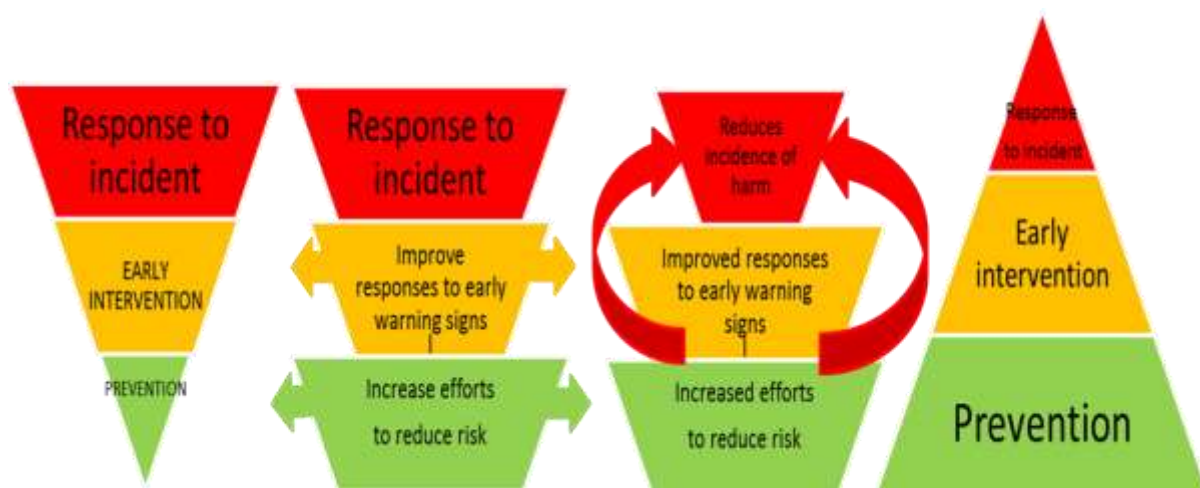 Response to
incident
EARLY
INTERVENTION
PREVENTION
Response to
incident
Improve
responses to early
warning signs
Increase efforts
to reduce risk
Reduces
incidence of
harm
Improved responses
to early warning
signs
Increased efforts
to reduce risk
Response
to incident
Early
intervention
Prevention